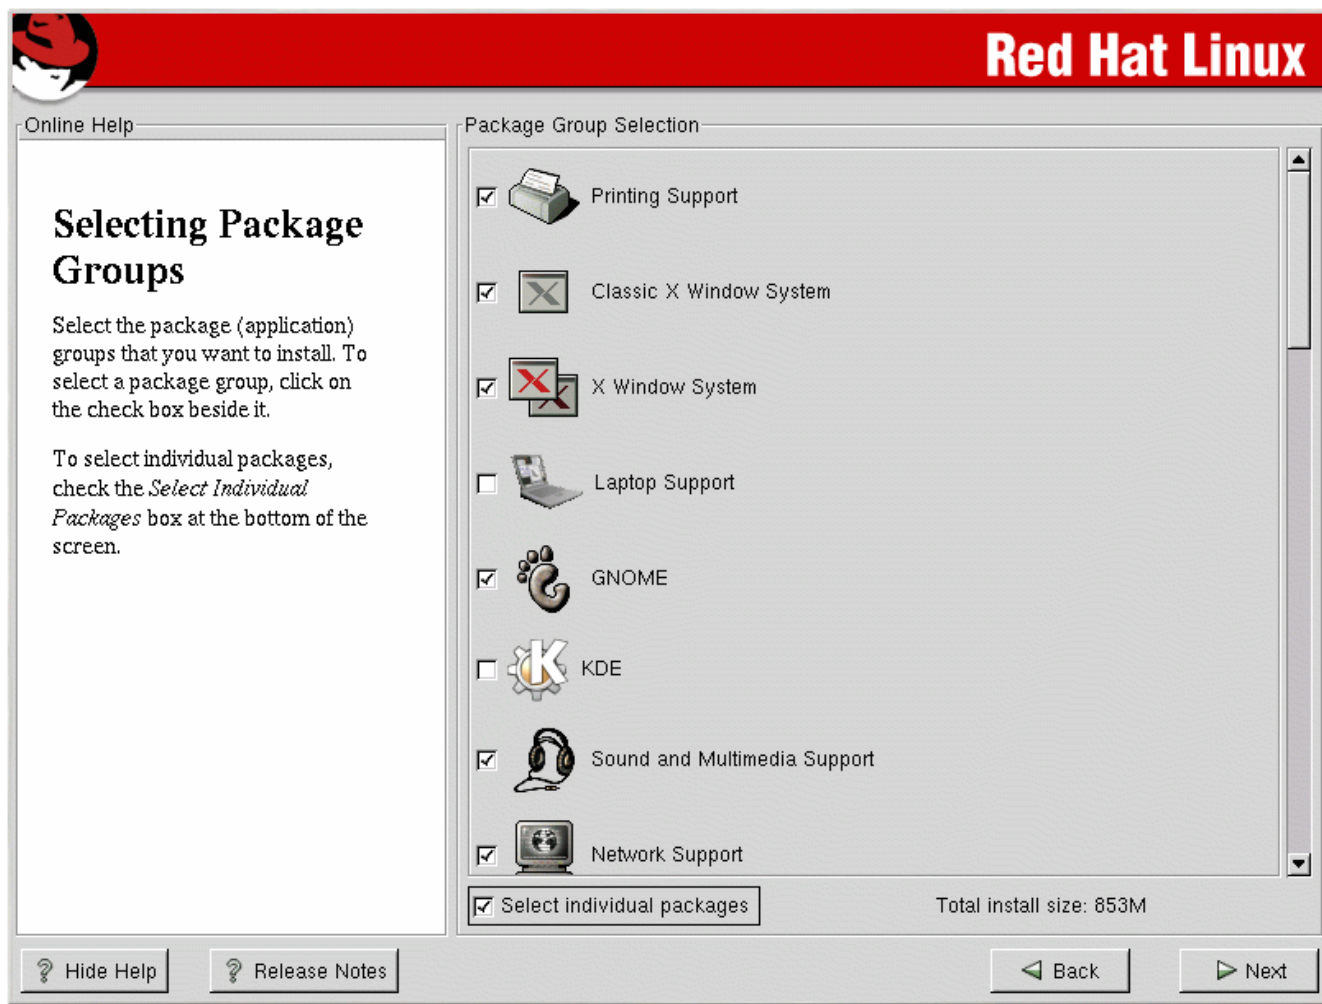 Red Hat Linux
Online Help
Selecting Package
Groups
Select the package (application)
groups that you want to install. To
select a package group, click on
the check box beside it.
To select individual packages,
check the Select Individual
Packages box at the bottom of the
screen.
Package Group Selection
Printing Support
Classic X Window System
X Window System
Laptop Support
GNOME
KDE
Sound and Multimedia Support
Network Support
Select individual packages
Total install size: 853M
Hide Help
Release Notes
Back
Next